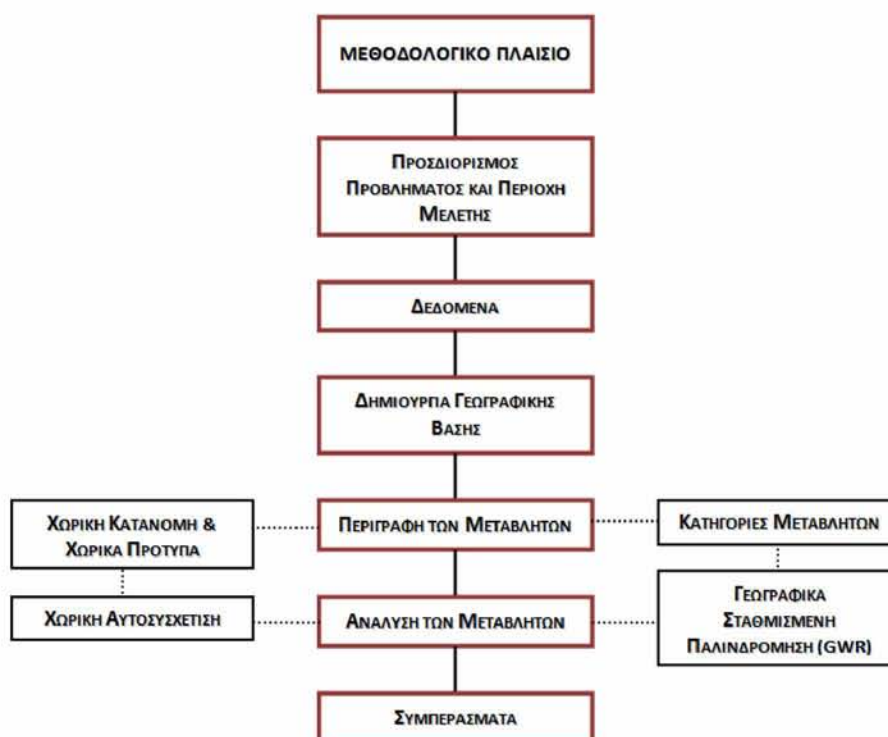 ΜΕΘΟΔΟΛΟΓΙΚΟ ΠΛΑΙΣΙΟ
ΠΡΟΣΔΙΟΡΙΣΜΟΣ
ΠΡΟΒΛΗΜΑΤΟΣ ΚΑΙ ΠΕΡΙΟΧΗ
ΜΕΛΕΤΗΣ
ΔΕΔΟΜΕΝΑ
ΔΗΜΙΟΥΡΓΙΑ ΓΕΩΓΡΑΦΙΚΗΣ
ΒΑΣΗΣ
ΧΩΡΙΚΗ ΚΑΤΑΝΟΜΗ &
ΧΩΡΙΚΑ ΠΡΟΤΥΠΑ
ΠΕΡΙΓΡΑΦΗ ΤΩΝ ΜΕΤΑΒΛΗΤΩΝ
ΚΑΤΗΓΟΡΙΕΣ ΜΕΤΑΒΛΗΤΩΝ
ΧΩΡΙΚΗ ΑΥΤΟΣΥΣΧΕΤΙΣΗ
ΑΝΑΛΥΣΗ ΤΩΝ ΜΕΤΑΒΛΗΤΩΝ
ΓΕΩΓΡΑΦΙΚΑ
ΣΤΑΘΜΙΣΜΕΝΗ
ΠΑΛΙΝΔΡΟΜΗΣΗ (GWR)
ΣΥΜΠΕΡΑΣΜΑΤΑ